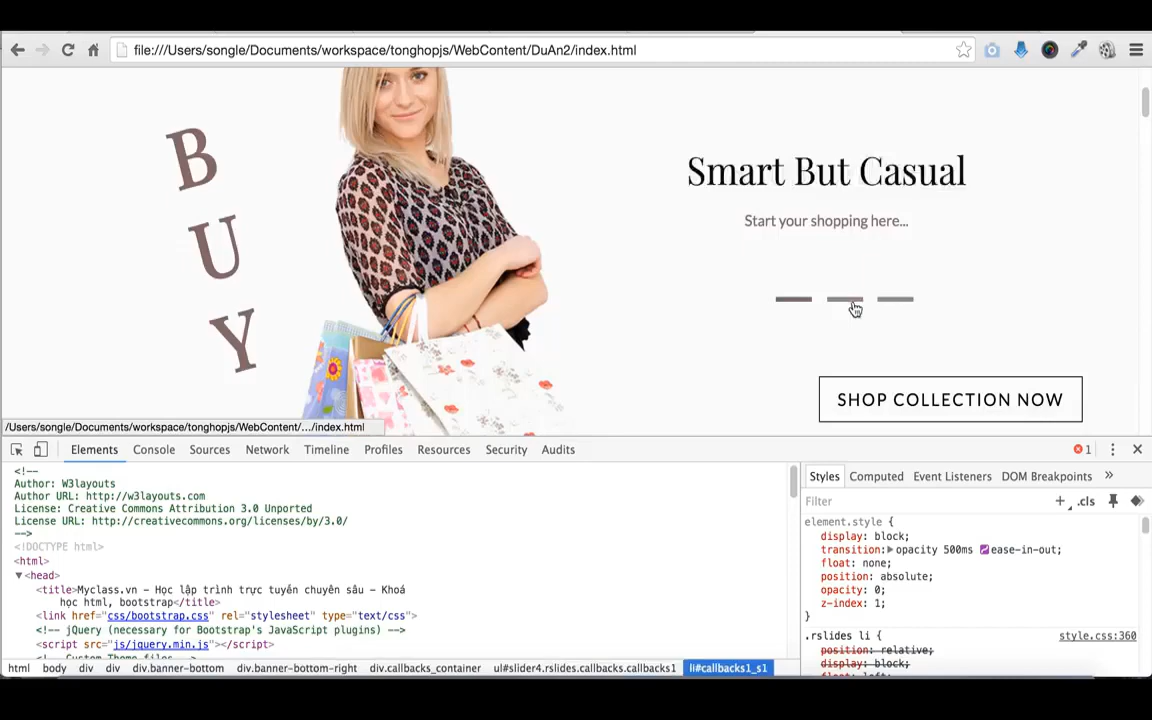 file:///Users/songle/Documents/workspace/tonghopjs/WebContent/DuAn2/index.html
B
U
Y
Smart But Casual
Start your shopping here...
SHOP COLLECTION NOW
/Users/songle/Documents/workspace/tonghopjs/WebContent/.../index.html
Elements Console Sources Network Timeline Profiles Resources Security Audits 1
<!--
Author: W3layouts
Author URL: http://w3layouts.com
License: Creative Commons Attribution 3.0 Unported
License URL: http://creativecommons.org/licenses/by/3.0/
-->
<!DOCTYPE html>
<html>
<head>
<title>Myclass.vn - Học lập trình trực tuyến chuyên sâu - Khoá
học html, bootstrap</title>
<link href="css/bootstrap.css" rel="stylesheet" type="text/css">
<!-- jQuery (necessary for Bootstrap's JavaScript plugins) -->
<script src="js/jquery.min.js"></script>
html body div div div.banner-bottom div.banner-bottom-right div.callbacks_container ul#slider4.rslides.callbacks.callbacks1 li#callbacks1_s1
Styles Computed Event Listeners DOM Breakpoints »
Filter + .cls
element.style {
display: block;
transition: opacity 500ms ease-in-out;
float: none;
position: absolute;
opacity: 0;
z-index: 1;
}
.rslides li { style.css:360
position: relative;
display: block;